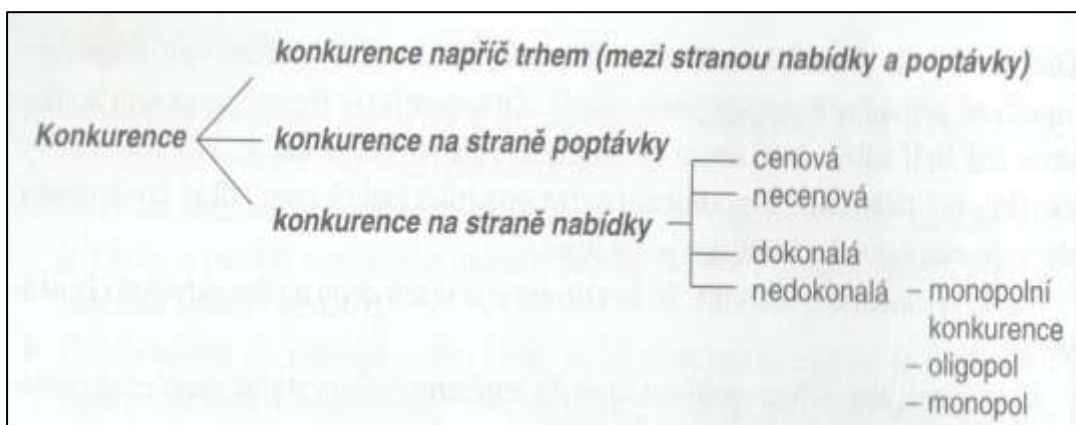 konkurence napříč trhem (mezi stranou nabídky a poptávky)
Konkurence
konkurence na straně poptávky
konkurence na straně nabídky
cenová
necenová
dokonalá
nedokonalá
– monopolní
konkurence
– oligopol
– monopol